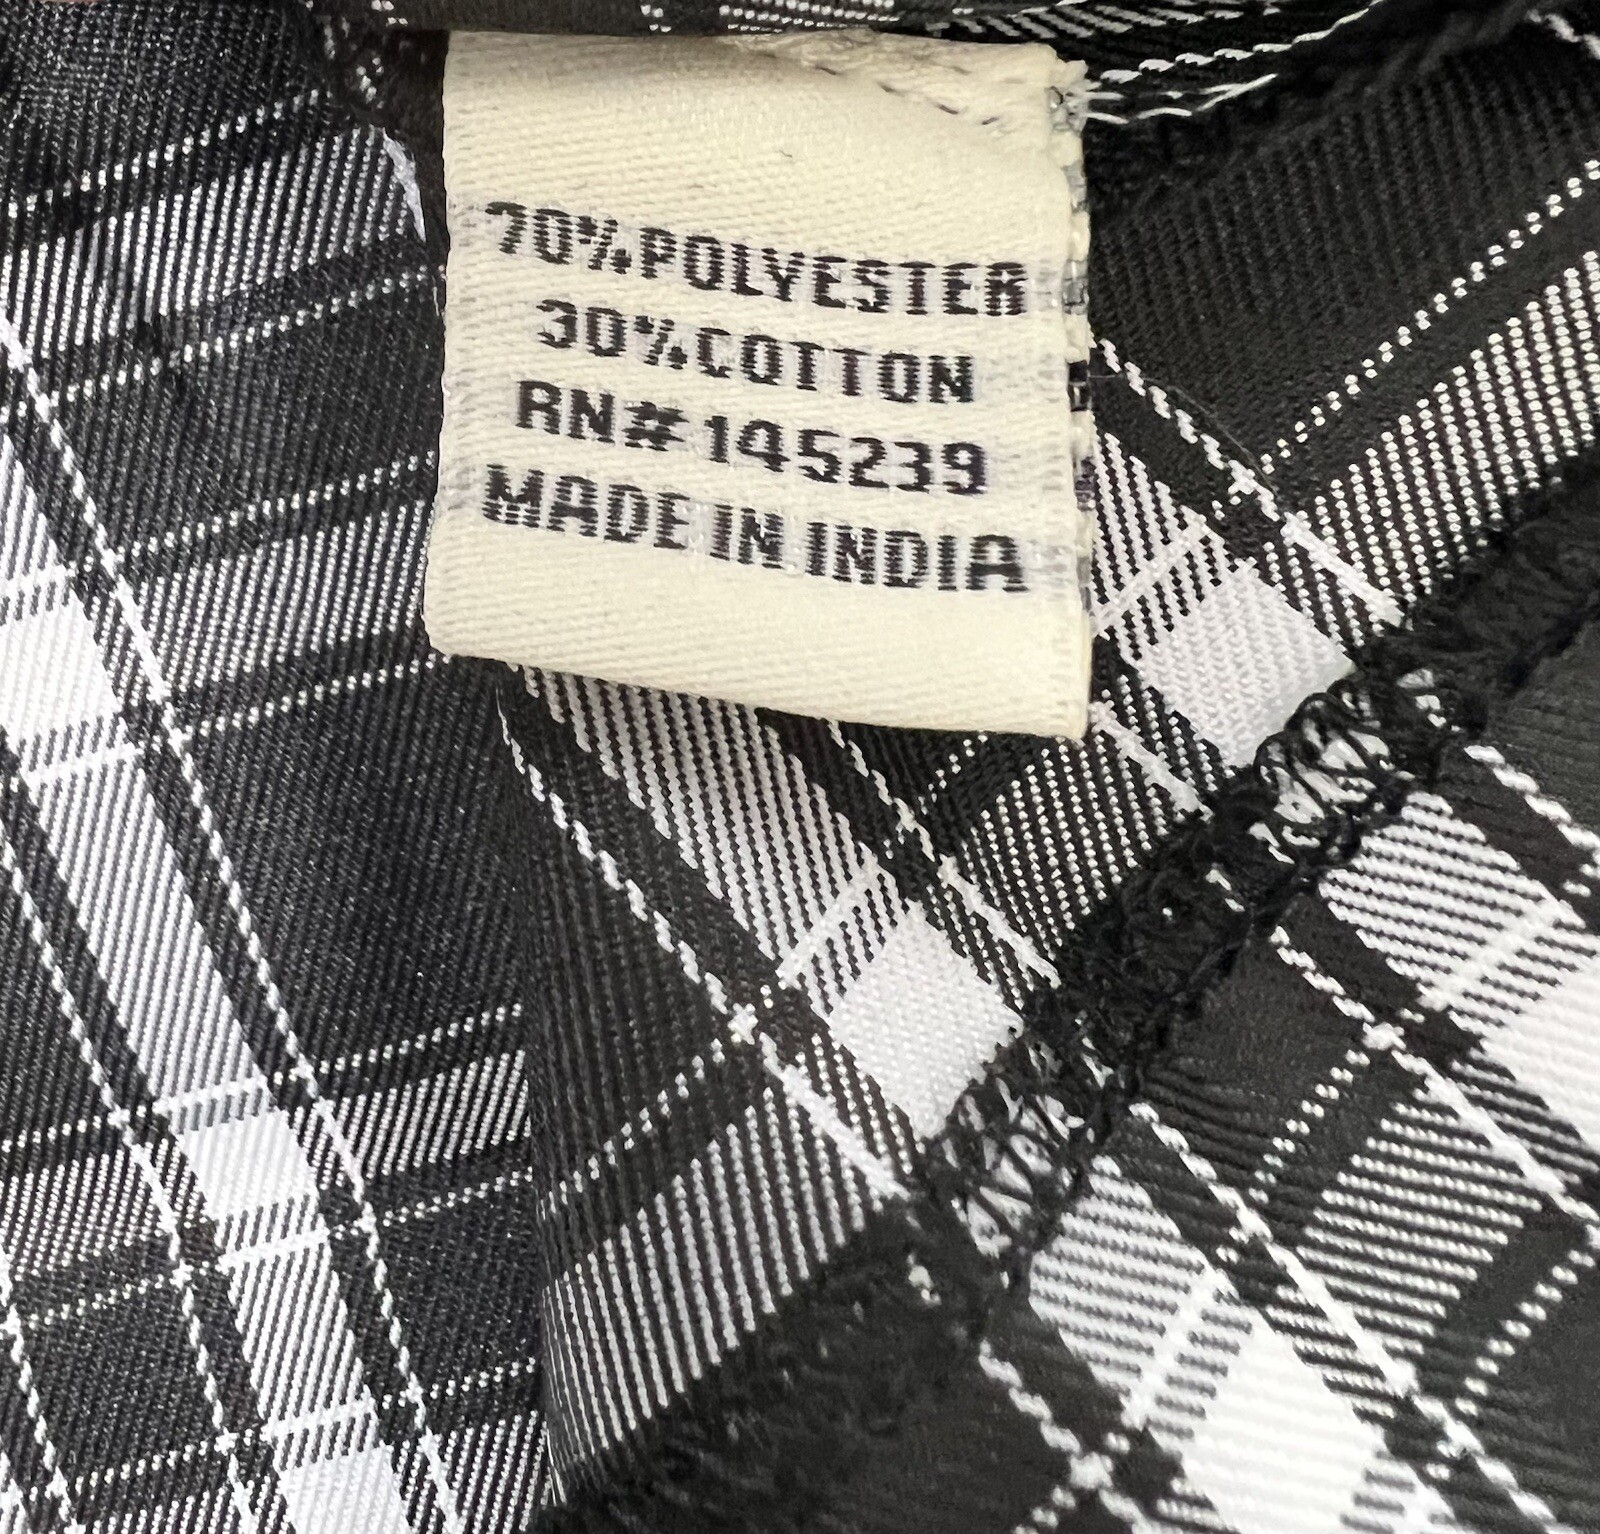 70%POLYESTER
30%COTTON
RN#145239
MADE IN INDIA